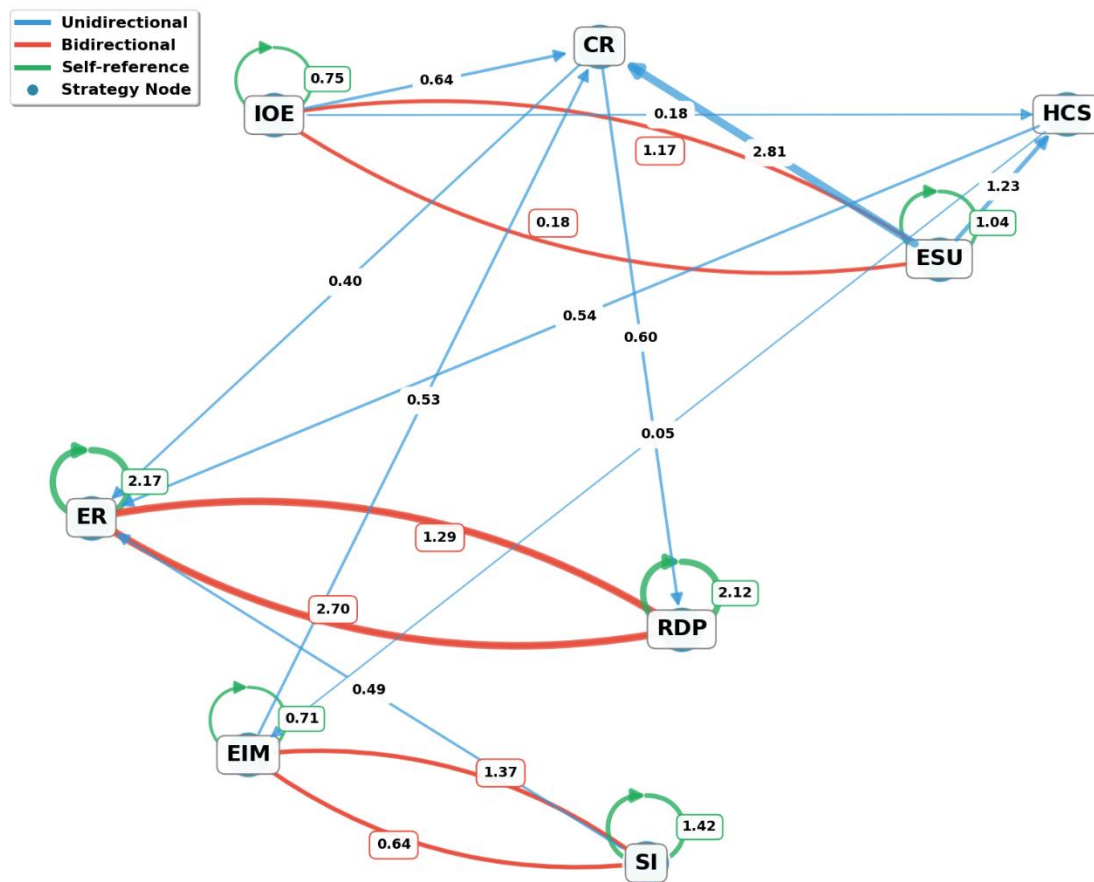 Unidirectional
Bidirectional
Self-reference
Strategy Node
CR
0.75
0.64
IOE
0.18
HCS
1.17
2.81
1.23
0.18
1.04
ESU
0.40
0.54
0.60
0.53
0.05
2.17
ER
1.29
2.12
2.70
RDP
0.49
0.71
EIM
1.37
1.42
0.64
SI